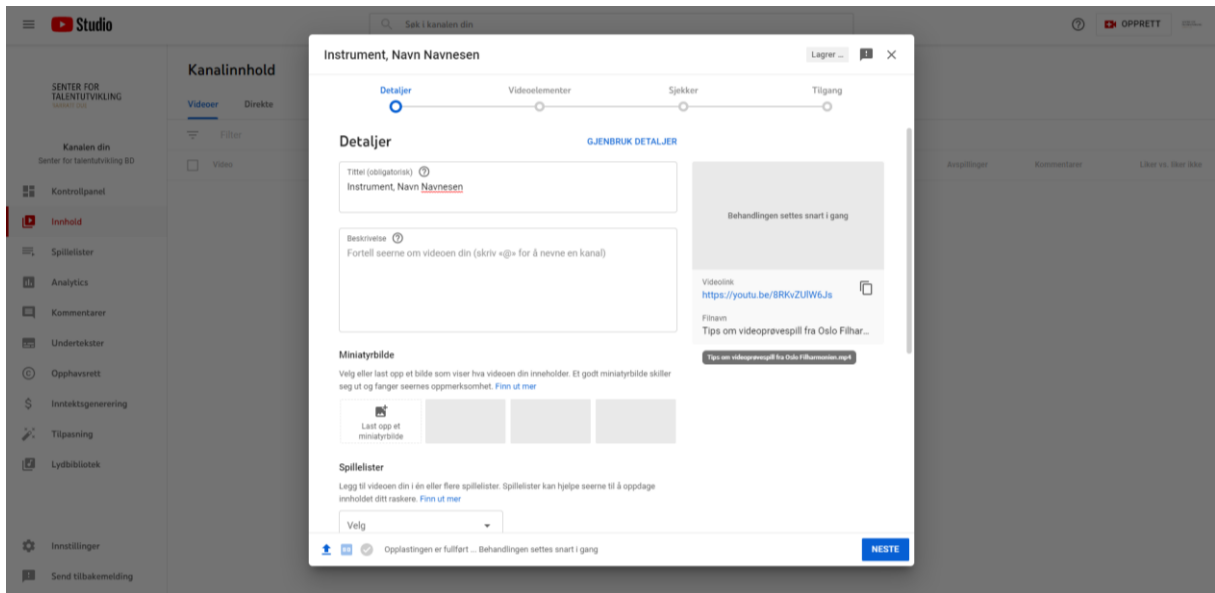 Studio
Søk i kanalen din
OPPRETT
SENTER FOR
TALENTUTVIKLING
Kanalen din
Senter for talentutvikling BD
Kontrollpanel
Innhold
Spillelister
Analytics
Kommentarer
Undertekster
Opphavsrett
Inntektsgenerering
Tilpasning
Lydbibliotek
Innstillinger
Send tilbakemelding
Kanalinnhold
Videoer Direkte
Filter
Video
Avspillinger Kommentarer Liker vs. liker ikke
Instrument, Navn Navnesen
Lagrer ...
Detaljer Videoelementer Sjekker Tilgang
Detaljer
GJENBRUK DETALJER
Tittel (obligatorisk)
Instrument, Navn Navnesen
Beskrivelse
Fortell seerne om videoen din (skriv «@» for å nevne en kanal)
Miniatyrbilde
Velg eller last opp et bilde som viser hva videoen din inneholder. Et godt miniatyrbilde skiller
seg ut og fanger seernes oppmerksomhet. Finn ut mer
Last opp et
miniatyrbilde
Spillelister
Legg til videoen din i én eller flere spillelister. Spillelister kan hjelpe seerne til å oppdage
innholdet ditt raskere. Finn ut mer
Velg
Behandlingen settes snart i gang
Videolink
https://youtu.be/8RKvZUlW6Js
Filnavn
Tips om videoprøvespill fra Oslo Filhar...
Tips om videoprøvespill fra Oslo Filharmonien.mp4
Opplastingen er fullført ... Behandlingen settes snart i gang
NESTE